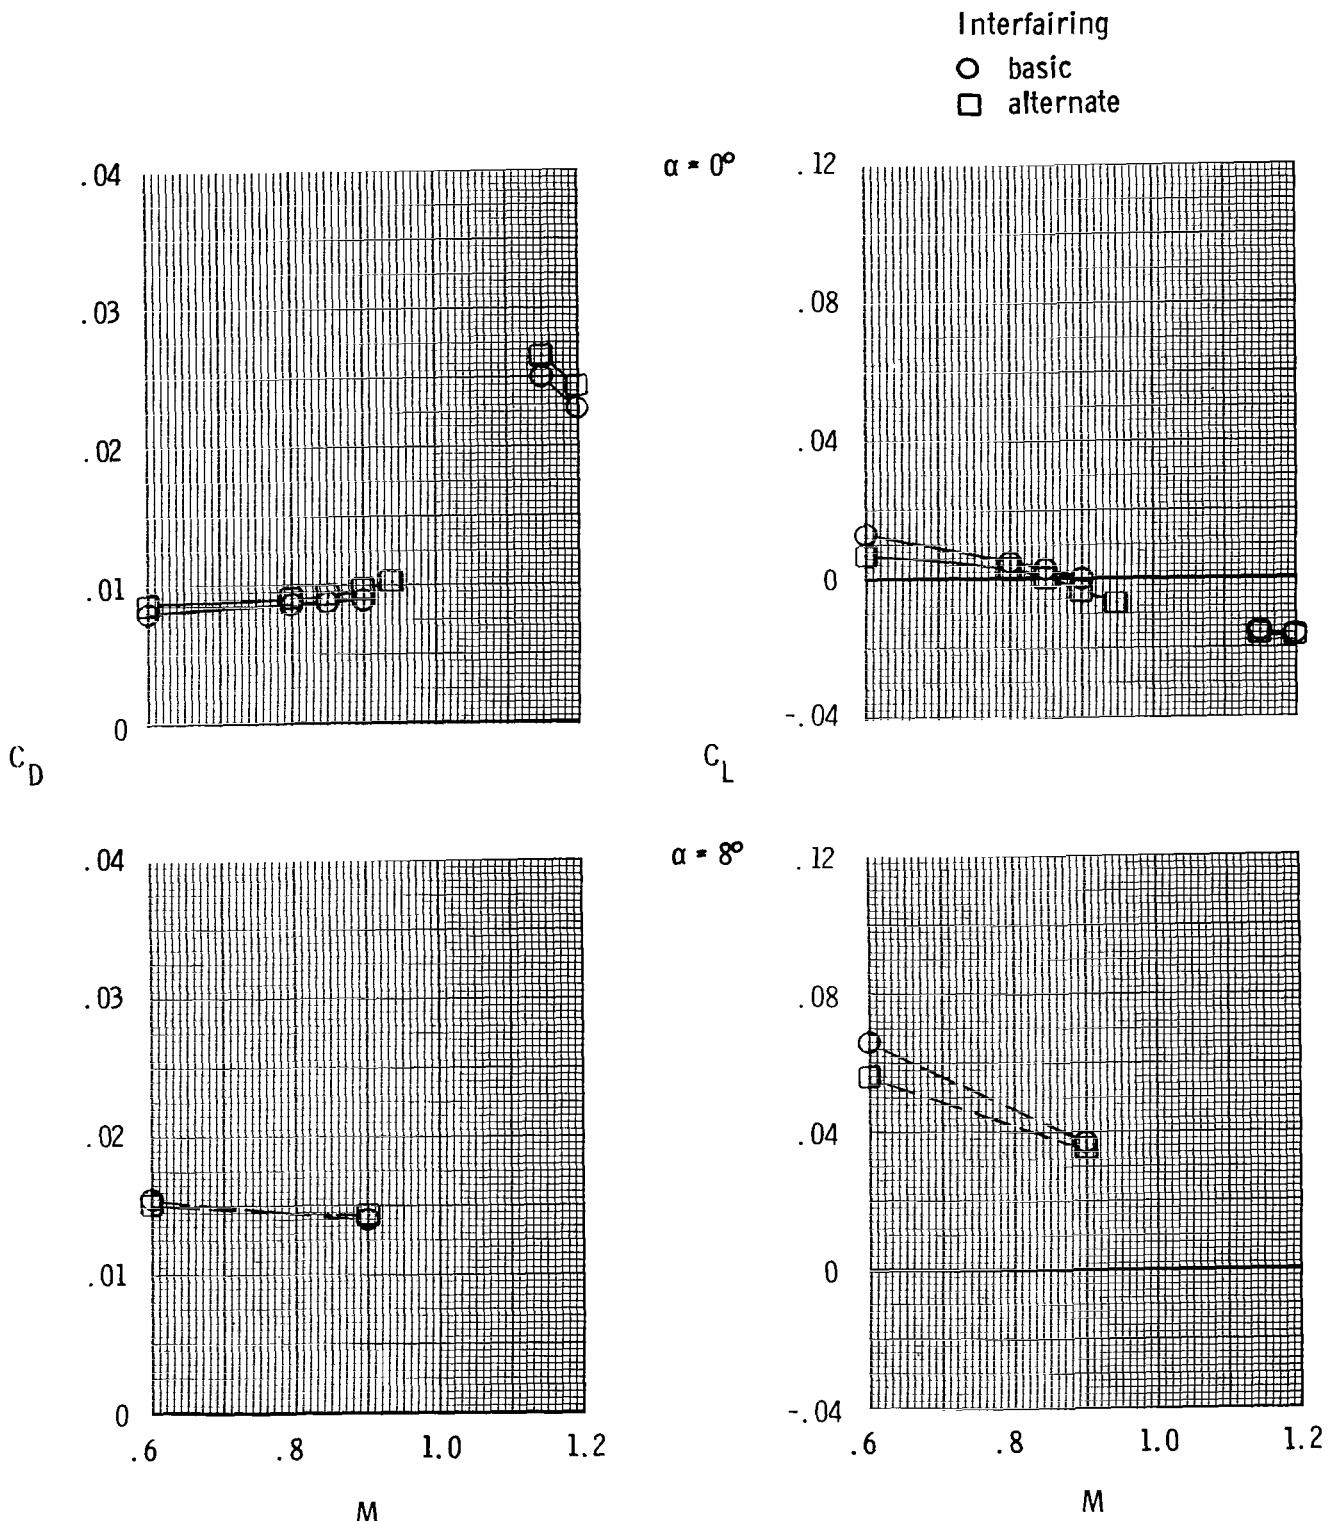 Interfairing
basic
alternate
α = 0°
.04
.03
.02
.01
0
C_D
.12
.08
.04
0
-.04
C_L
α = 8°
.04
.03
.02
.01
0
.6 .8 1.0 1.2
M
.12
.08
.04
0
-.04
.6 .8 1.0 1.2
M